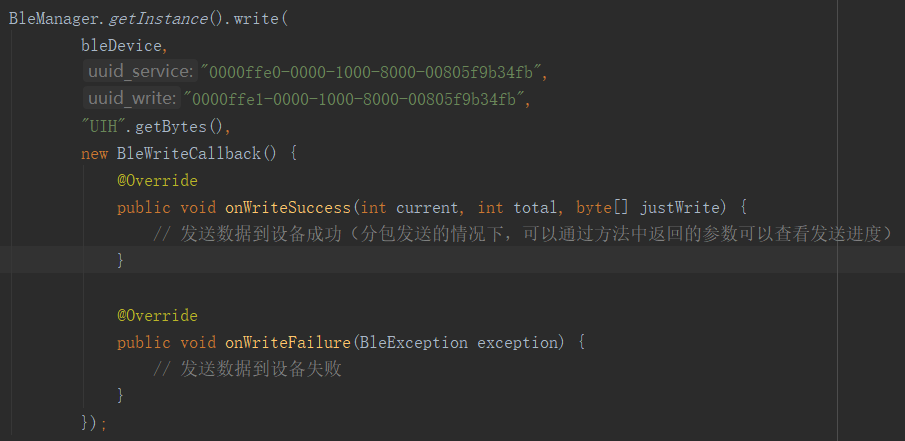 BleManager.getInstance().write(
bleDevice,
uuid_service: "0000ffe0-0000-1000-8000-00805f9b34fb",
uuid_write: "0000ffe1-0000-1000-8000-00805f9b34fb",
"UIH".getBytes(),
new BleWriteCallback() {
@Override
public void onWriteSuccess(int current, int total, byte[] justWrite) {
// 发送数据到设备成功（分包发送的情况下，可以通过方法中返回的参数可以查看发送进度）
}
@Override
public void onWriteFailure(BleException exception) {
// 发送数据到设备失败
}
});